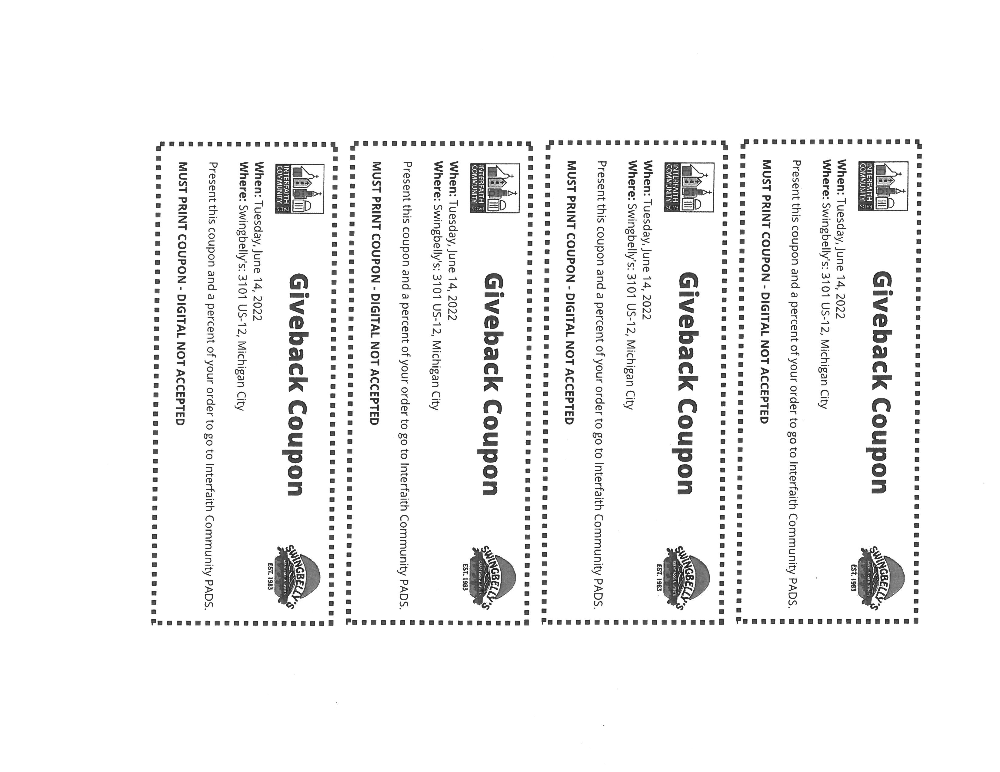 INTERFAITH
COMMUNITY
PADS
Giveback Coupon
SWINGBELLY'S
GREAT FOOD & SPIRITS
EST. 1983
When: Tuesday, June 14, 2022
Where: Swingbelly's: 3101 US-12, Michigan City
Present this coupon and a percent of your order to go to Interfaith Community PADS.
MUST PRINT COUPON - DIGITAL NOT ACCEPTED
INTERFAITH
COMMUNITY
PADS
Giveback Coupon
SWINGBELLY'S
GREAT FOOD & SPIRITS
EST. 1983
When: Tuesday, June 14, 2022
Where: Swingbelly's: 3101 US-12, Michigan City
Present this coupon and a percent of your order to go to Interfaith Community PADS.
MUST PRINT COUPON - DIGITAL NOT ACCEPTED
INTERFAITH
COMMUNITY
PADS
Giveback Coupon
SWINGBELLY'S
GREAT FOOD & SPIRITS
EST. 1983
When: Tuesday, June 14, 2022
Where: Swingbelly's: 3101 US-12, Michigan City
Present this coupon and a percent of your order to go to Interfaith Community PADS.
MUST PRINT COUPON - DIGITAL NOT ACCEPTED
INTERFAITH
COMMUNITY
PADS
Giveback Coupon
SWINGBELLY'S
GREAT FOOD & SPIRITS
EST. 1983
When: Tuesday, June 14, 2022
Where: Swingbelly's: 3101 US-12, Michigan City
Present this coupon and a percent of your order to go to Interfaith Community PADS.
MUST PRINT COUPON - DIGITAL NOT ACCEPTED